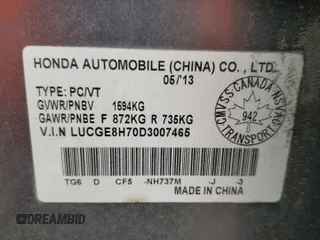 HONDA AUTOMOBILE (CHINA) CO., LTD.
05/'13
TYPE: PC/VT
GVWR/PNBV 1594KG
GAWR/PNBE F 872KG R 735KG
V.I.N LUCGE8H70D3007465
CMVSS-CANADA-NSVAC
942
TRANSPORT
TG6 D CF5 -NH737M -J -3
MADE IN CHINA
DREAMBID